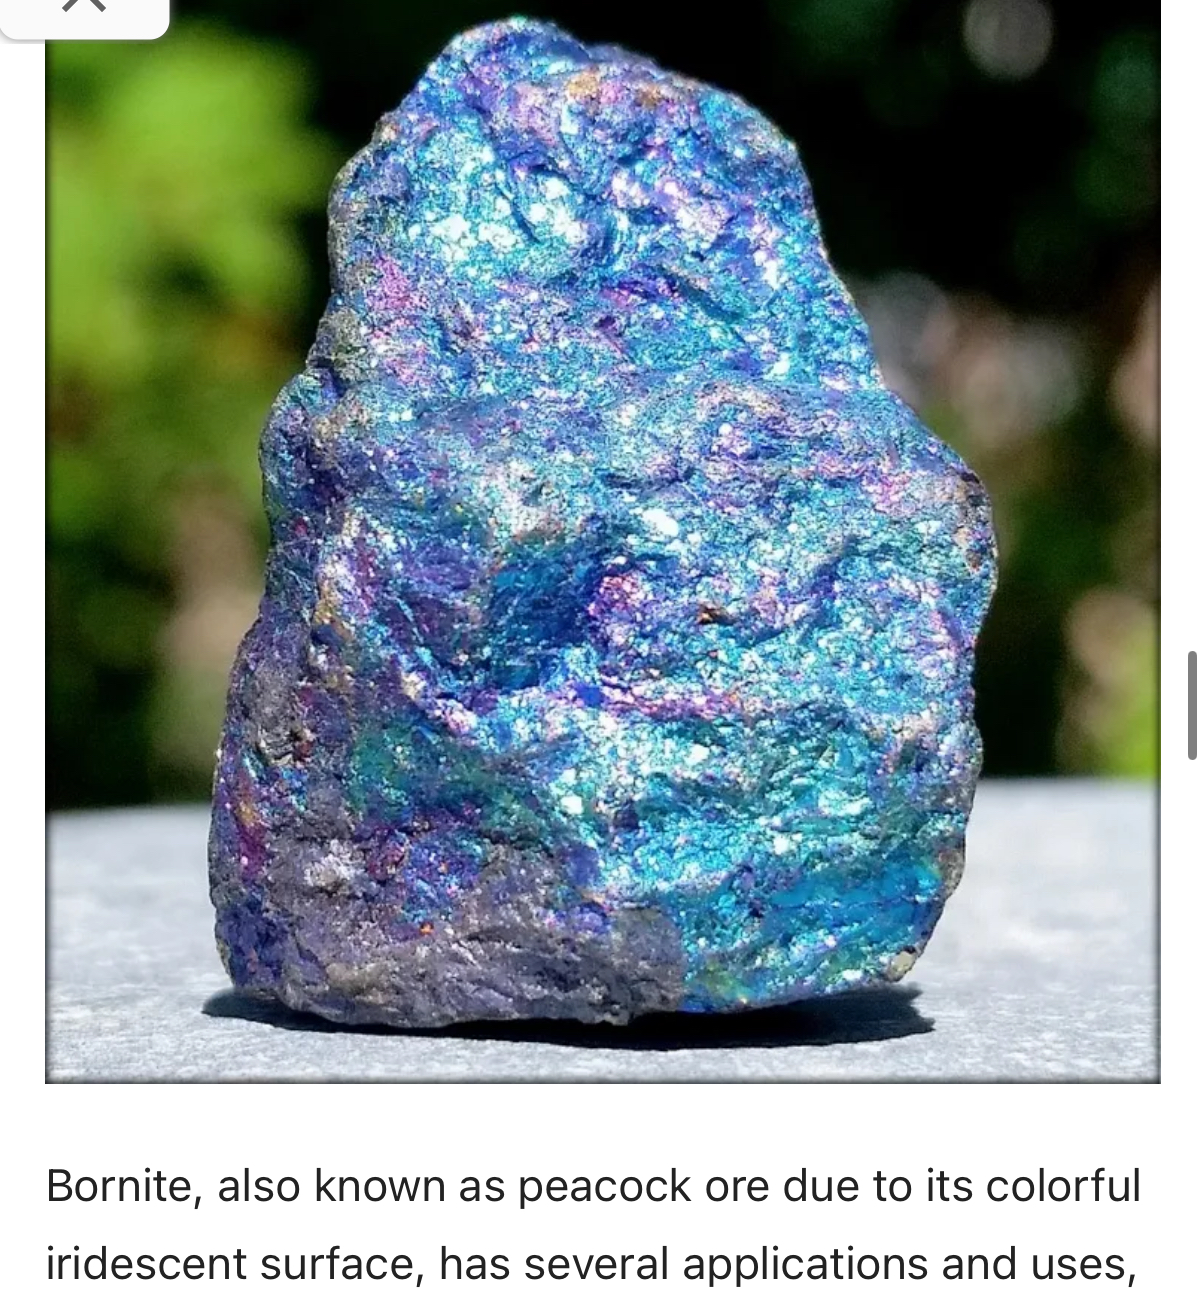 Bornite, also known as peacock ore due to its colorful
iridescent surface, has several applications and uses,